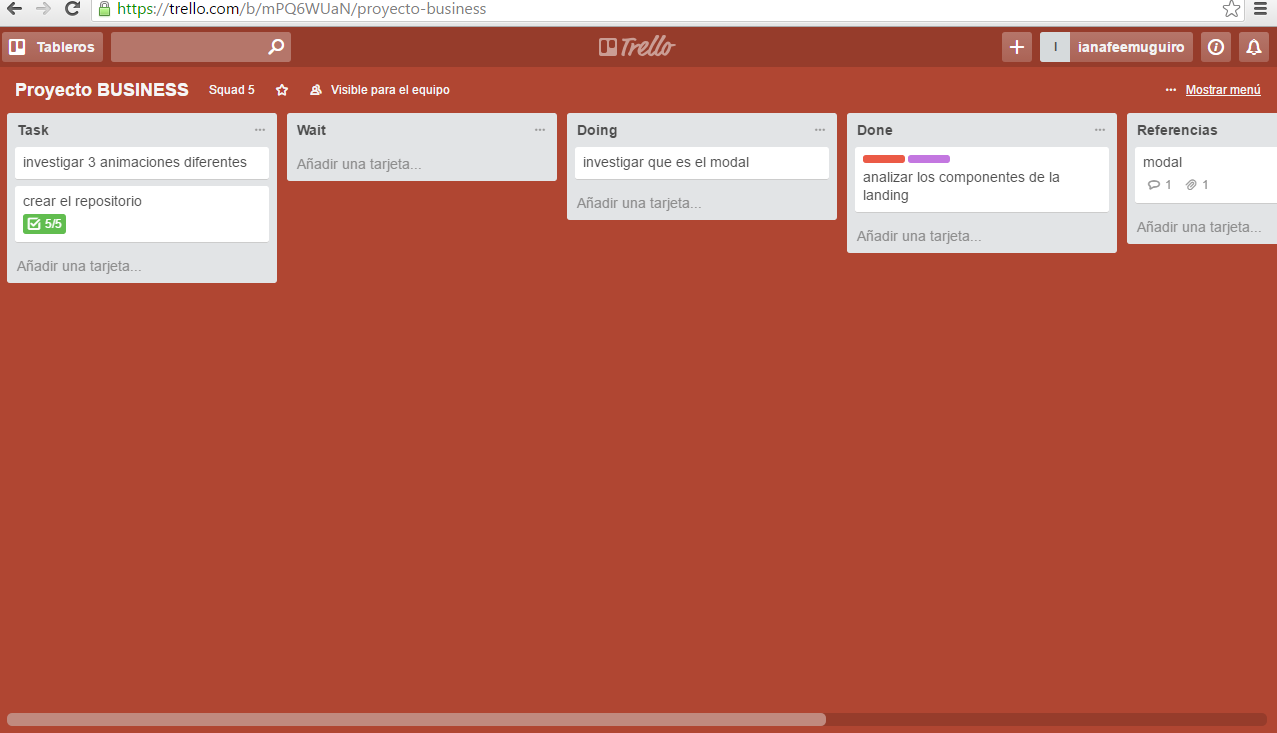 https://trello.com/b/mPQ6WUaN/proyecto-business
Tableros
Trello
I ianafeemuguiro
Proyecto BUSINESS Squad 5 Visible para el equipo ... Mostrar menú
Task ...
investigar 3 animaciones diferentes
crear el repositorio
5/5
Añadir una tarjeta...
Wait ...
Añadir una tarjeta...
Doing ...
investigar que es el modal
Añadir una tarjeta...
Done ...
analizar los componentes de la
landing
Añadir una tarjeta...
Referencias
modal
1 1
Añadir una tarjeta...